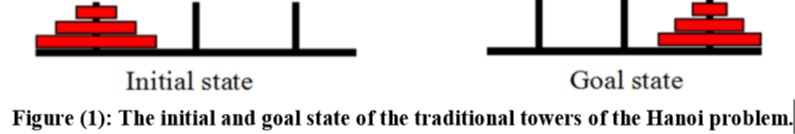 Initial state Goal state
Figure (1): The initial and goal state of the traditional towers of the Hanoi problem.